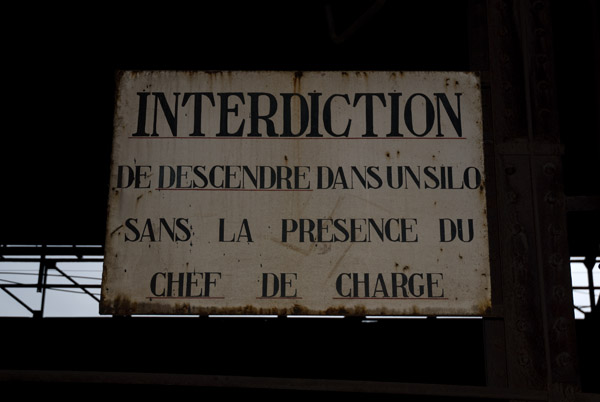 INTERDICTION
DE DESCENDRE DANS UN SILO
SANS LA PRESENCE DU
CHEF DE CHARGE